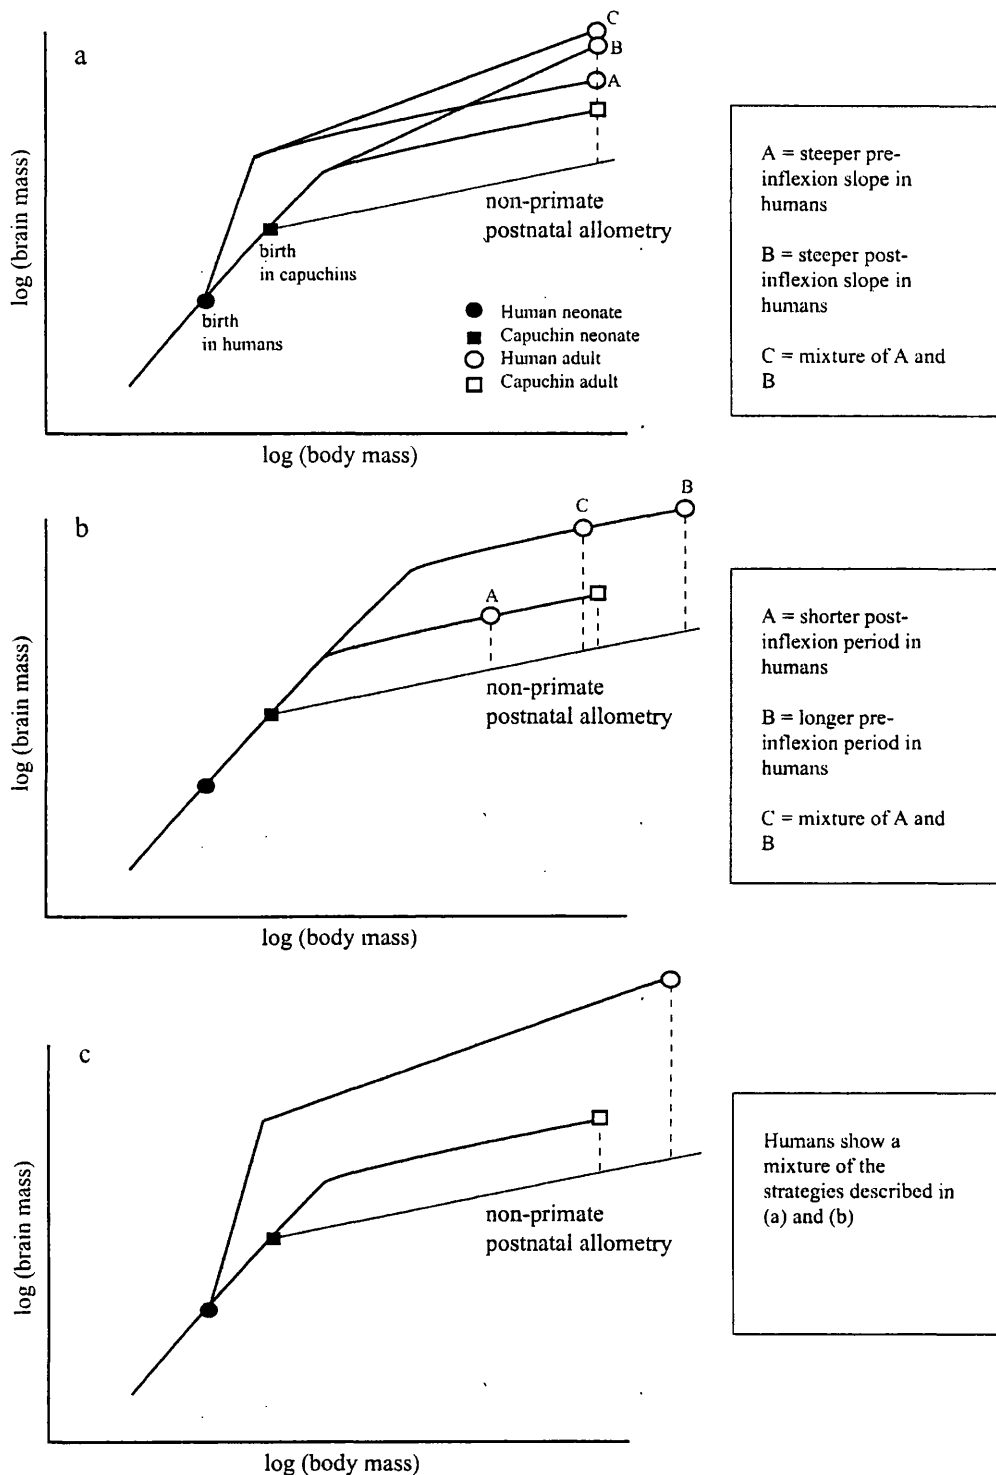 a
C
B
A
log (brain mass)
non-primate
postnatal allometry
birth
in capuchins
birth
in humans
Human neonate
Capuchin neonate
Human adult
Capuchin adult
log (body mass)
A = steeper pre-
inflexion slope in
humans
B = steeper post-
inflexion slope in
humans
C = mixture of A and
B
b
B
C
A
log (brain mass)
non-primate
postnatal allometry
log (body mass)
A = shorter post-
inflexion period in
humans
B = longer pre-
inflexion period in
humans
C = mixture of A and
B
c
log (brain mass)
non-primate
postnatal allometry
log (body mass)
Humans show a
mixture of the
strategies described in
(a) and (b)